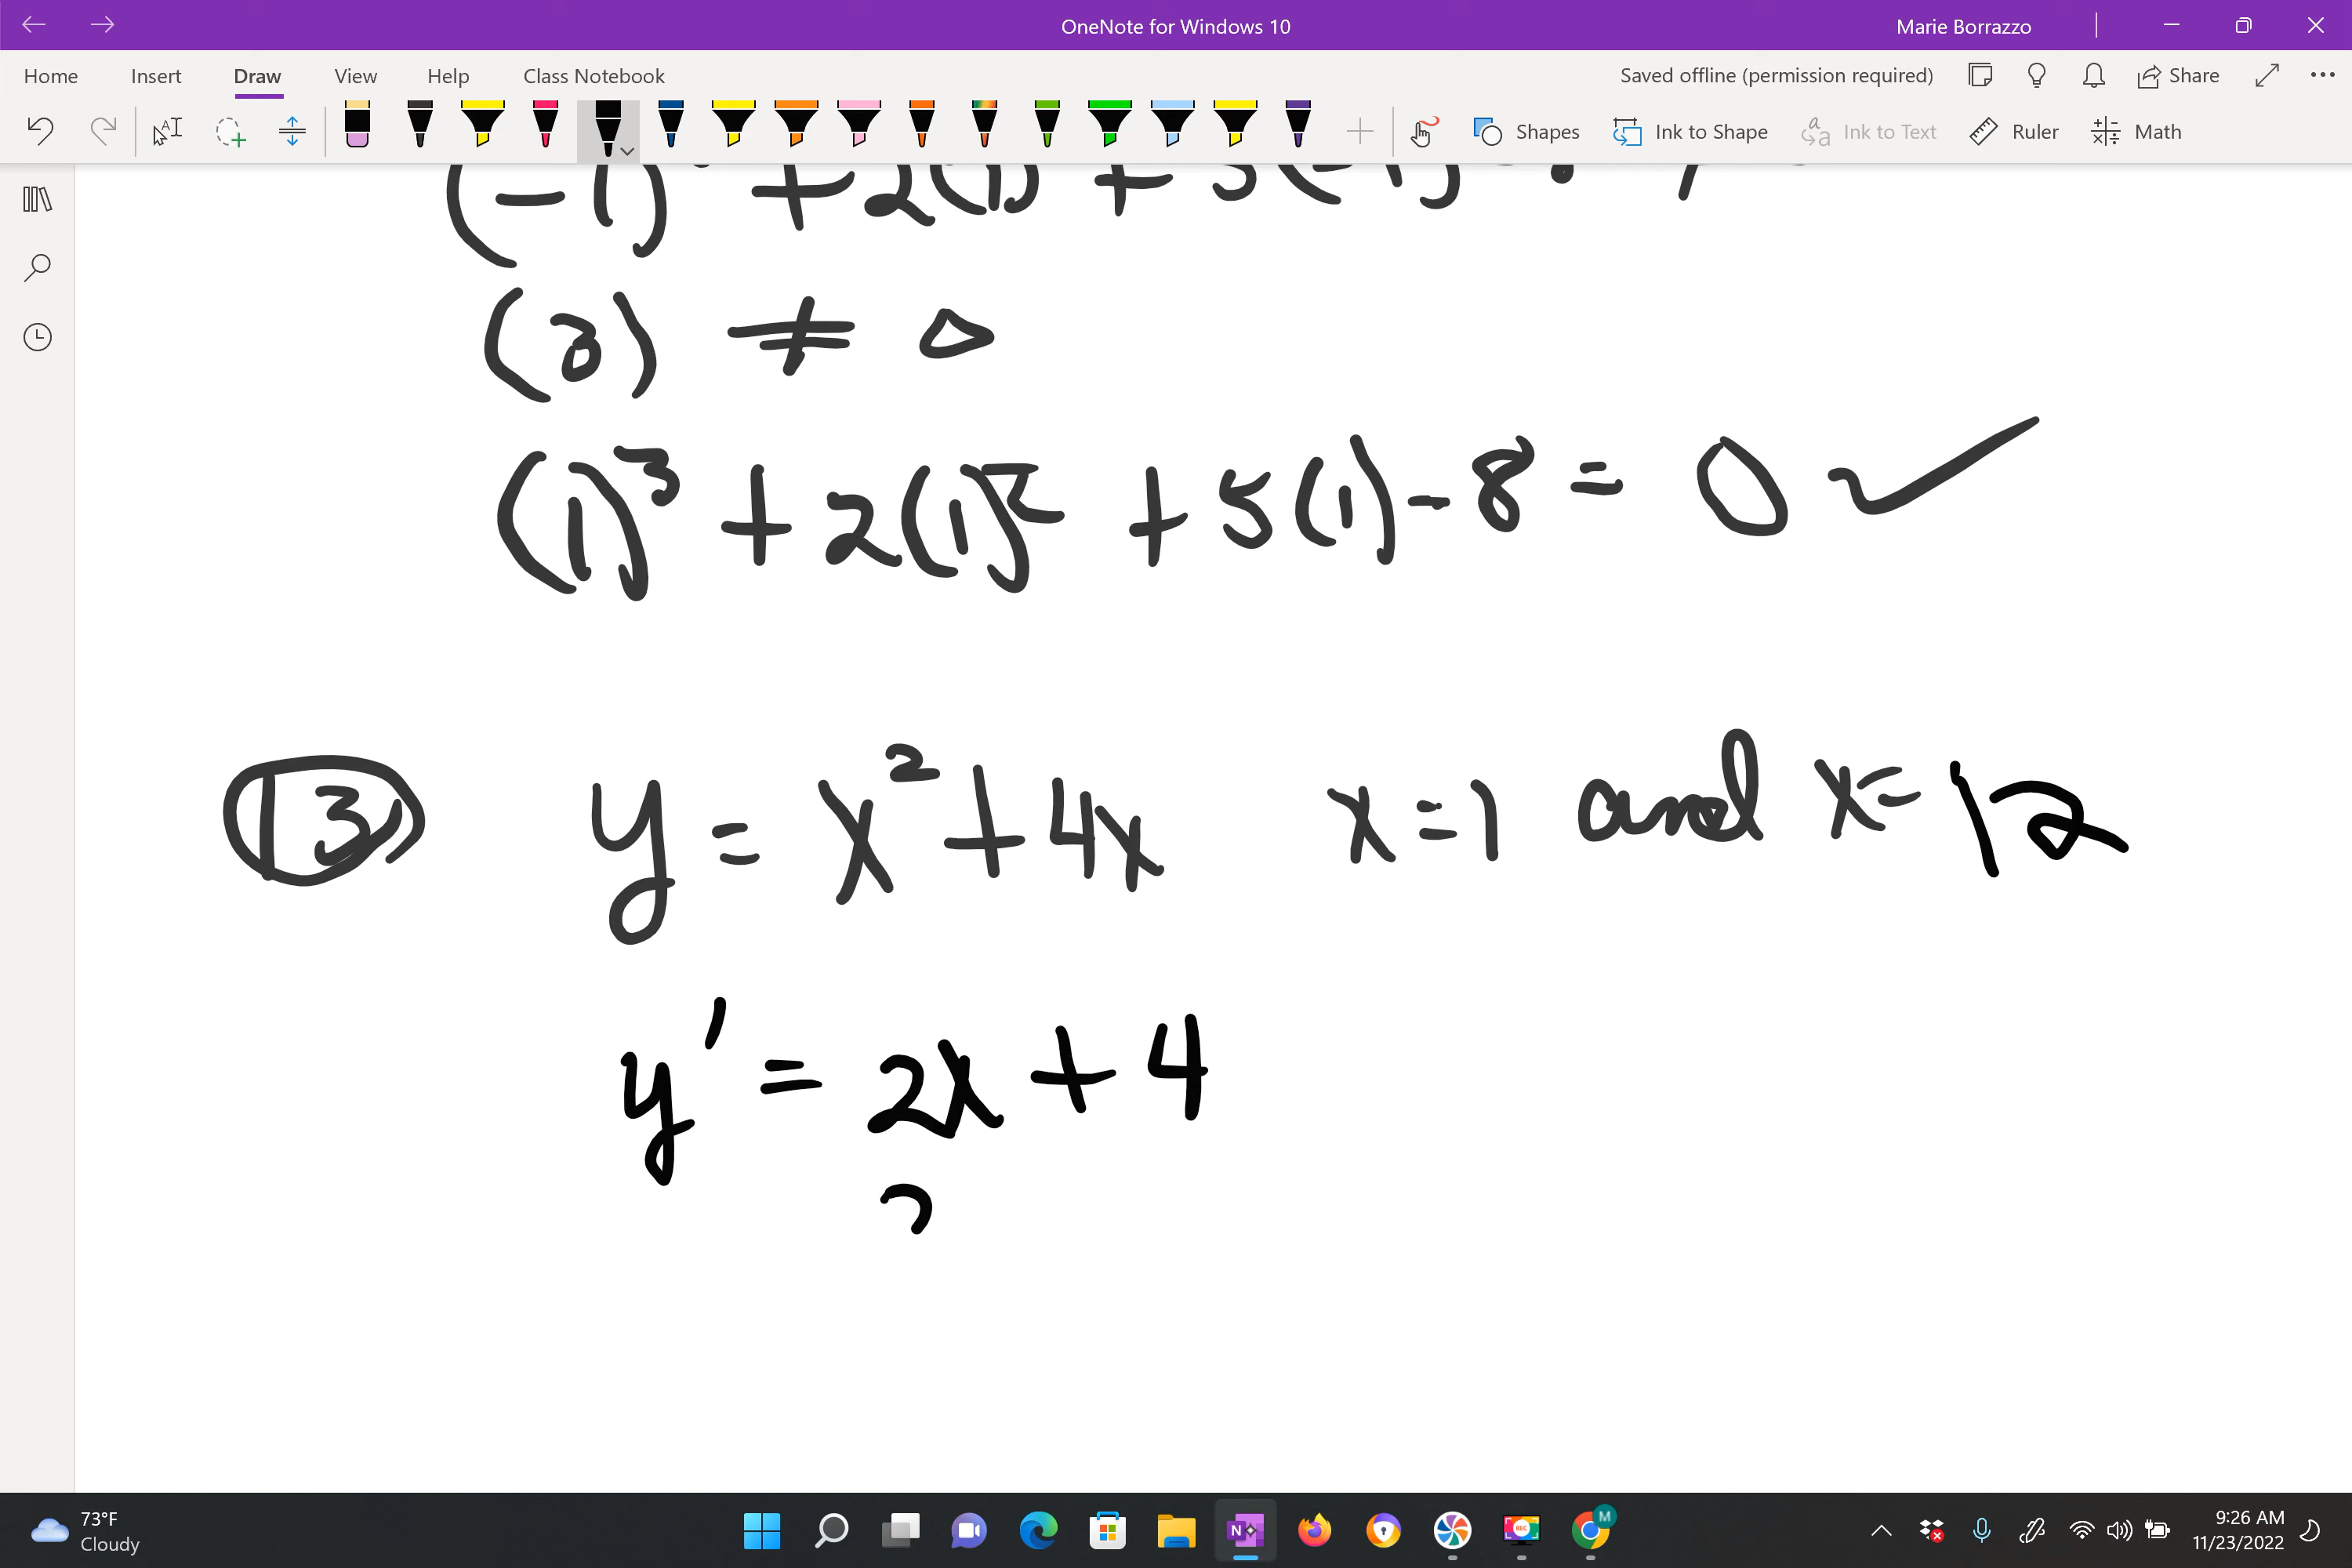 OneNote for Windows 10 Marie Borrazzo
Home Insert Draw View Help Class Notebook Saved offline (permission required) Share
Shapes Ink to Shape Ink to Text Ruler Math
(3) ≠ 0
(1)³ + 2(1)² + 5(1) - 8 = 0 ✓
13) y = x² + 4x x = 1 and x = 12
y' = 2x + 4
2
73°F
Cloudy
9:26 AM
11/23/2022